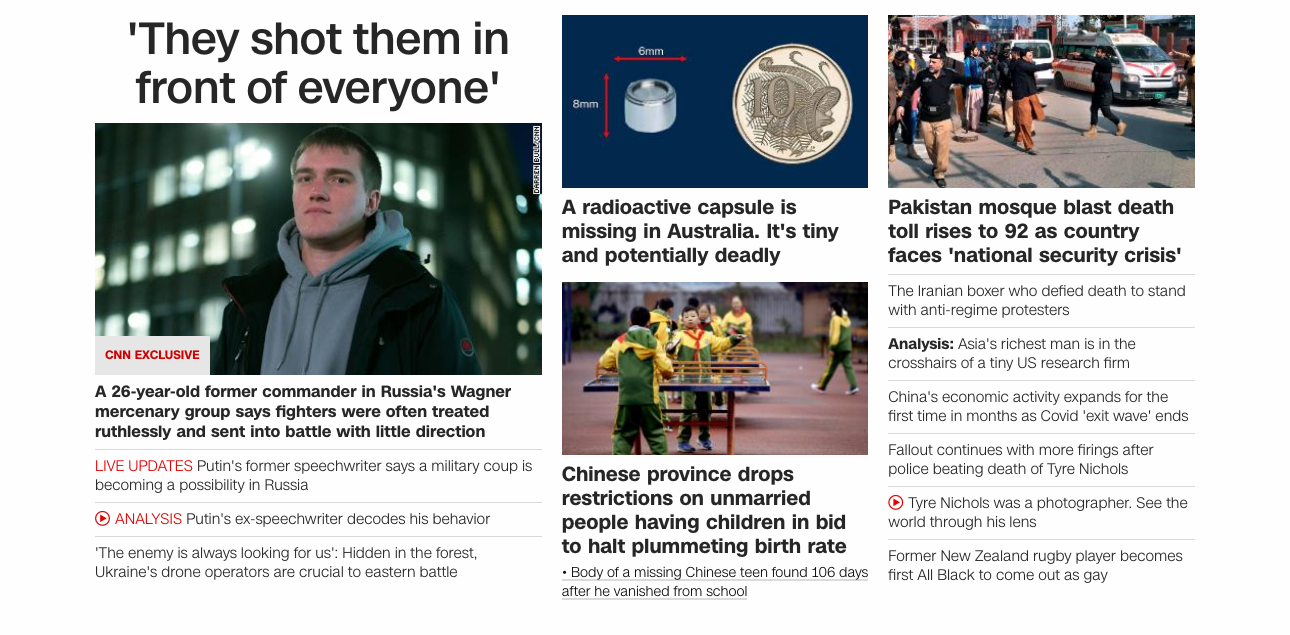 'They shot them in
front of everyone'
DARREN BULL/CNN
CNN EXCLUSIVE
A 26-year-old former commander in Russia's Wagner
mercenary group says fighters were often treated
ruthlessly and sent into battle with little direction
LIVE UPDATES Putin's former speechwriter says a military coup is
becoming a possibility in Russia
ANALYSIS Putin's ex-speechwriter decodes his behavior
'The enemy is always looking for us': Hidden in the forest,
Ukraine's drone operators are crucial to eastern battle
6mm
8mm
10
A radioactive capsule is
missing in Australia. It's tiny
and potentially deadly
Chinese province drops
restrictions on unmarried
people having children in bid
to halt plummeting birth rate
• Body of a missing Chinese teen found 106 days
after he vanished from school
Pakistan mosque blast death
toll rises to 92 as country
faces 'national security crisis'
The Iranian boxer who defied death to stand
with anti-regime protesters
Analysis: Asia's richest man is in the
crosshairs of a tiny US research firm
China's economic activity expands for the
first time in months as Covid 'exit wave' ends
Fallout continues with more firings after
police beating death of Tyre Nichols
Tyre Nichols was a photographer. See the
world through his lens
Former New Zealand rugby player becomes
first All Black to come out as gay